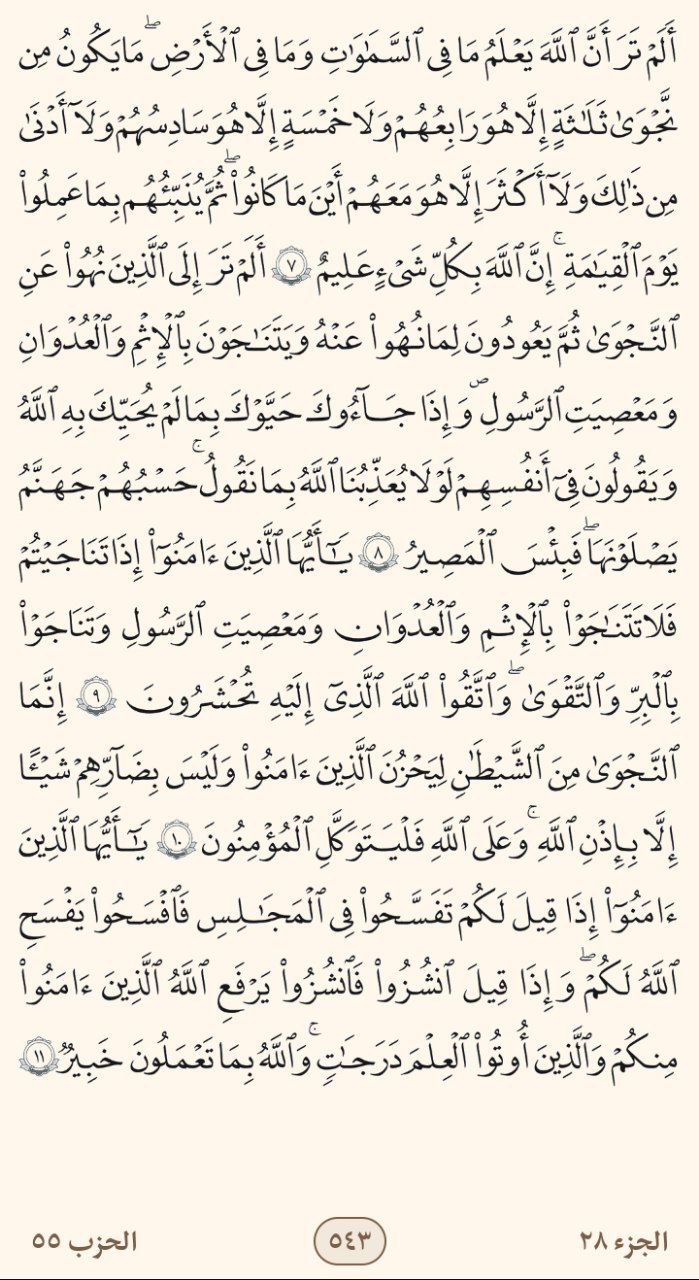 أَلَمْ تَرَ أَنَّ ٱللَّهَ يَعْلَمُ مَا فِى ٱلسَّمَٰوَٰتِ وَمَا فِى ٱلْأَرْضِ ۖ مَا يَكُونُ مِن
نَّجْوَىٰ ثَلَٰثَةٍ إِلَّا هُوَ رَابِعُهُمْ وَلَا خَمْسَةٍ إِلَّا هُوَ سَادِسُهُمْ وَلَآ أَدْنَىٰ
مِن ذَٰلِكَ وَلَآ أَكْثَرَ إِلَّا هُوَ مَعَهُمْ أَيْنَ مَا كَانُوا۟ ۖ ثُمَّ يُنَبِّئُهُم بِمَا عَمِلُوا۟
يَوْمَ ٱلْقِيَٰمَةِ ۚ إِنَّ ٱللَّهَ بِكُلِّ شَىْءٍ عَلِيمٌ ٧ أَلَمْ تَرَ إِلَى ٱلَّذِينَ نُهُوا۟ عَنِ
ٱلنَّجْوَىٰ ثُمَّ يَعُودُونَ لِمَا نُهُوا۟ عَنْهُ وَيَتَنَٰجَوْنَ بِٱلْإِثْمِ وَٱلْعُدْوَٰنِ
وَمَعْصِيَتِ ٱلرَّسُولِ ۖ وَإِذَا جَآءُوكَ حَيَّوْكَ بِمَا لَمْ يُحَيِّكَ بِهِ ٱللَّهُ
وَيَقُولُونَ فِىٓ أَنفُسِهِمْ لَوْلَا يُعَذِّبُنَا ٱللَّهُ بِمَا نَقُولُ ۚ حَسْبُهُمْ جَهَنَّمُ
يَصْلَوْنَهَا ۖ فَبِئْسَ ٱلْمَصِيرُ ٨ يَٰٓأَيُّهَا ٱلَّذِينَ ءَامَنُوٓا۟ إِذَا تَنَٰجَيْتُمْ
فَلَا تَتَنَٰجَوْا۟ بِٱلْإِثْمِ وَٱلْعُدْوَٰنِ وَمَعْصِيَتِ ٱلرَّسُولِ وَتَنَٰجَوْا۟
بِٱلْبِرِّ وَٱلتَّقْوَىٰ ۖ وَٱتَّقُوا۟ ٱللَّهَ ٱلَّذِىٓ إِلَيْهِ تُحْشَرُونَ ٩ إِنَّمَا
ٱلنَّجْوَىٰ مِنَ ٱلشَّيْطَٰنِ لِيَحْزُنَ ٱلَّذِينَ ءَامَنُوا۟ وَلَيْسَ بِضَآرِّهِمْ شَيْـًٔا
إِلَّا بِإِذْنِ ٱللَّهِ ۚ وَعَلَى ٱللَّهِ فَلْيَتَوَكَّلِ ٱلْمُؤْمِنُونَ ١٠ يَٰٓأَيُّهَا ٱلَّذِينَ
ءَامَنُوٓا۟ إِذَا قِيلَ لَكُمْ تَفَسَّحُوا۟ فِى ٱلْمَجَٰلِسِ فَٱفْسَحُوا۟ يَفْسَحِ
ٱللَّهُ لَكُمْ ۖ وَإِذَا قِيلَ ٱنشُزُوا۟ فَٱنشُزُوا۟ يَرْفَعِ ٱللَّهُ ٱلَّذِينَ ءَامَنُوا۟
مِنكُمْ وَٱلَّذِينَ أُوتُوا۟ ٱلْعِلْمَ دَرَجَٰتٍ ۚ وَٱللَّهُ بِمَا تَعْمَلُونَ خَبِيرٌ ١١
الجزء ٢٨ ٥٤٣ الحزب ٥٥